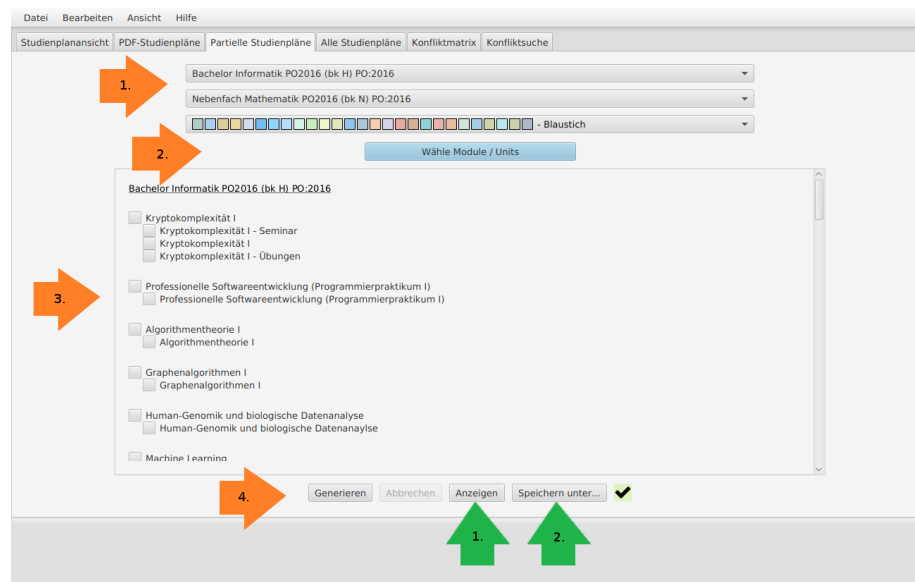 Datei Bearbeiten Ansicht Hilfe
Studienplanansicht PDF-Studienpläne Partielle Studienpläne Alle Studienpläne Konfliktmatrix Konfliktsuche
1.
Bachelor Informatik PO2016 (bk H) PO:2016
Nebenfach Mathematik PO2016 (bk N) PO:2016
- Blaustich
2.
Wähle Module / Units
Bachelor Informatik PO2016 (bk H) PO:2016
Kryptokomplexität I
Kryptokomplexität I - Seminar
Kryptokomplexität I
Kryptokomplexität I - Übungen
3.
Professionelle Softwareentwicklung (Programmierpraktikum I)
Professionelle Softwareentwicklung (Programmierpraktikum I)
Algorithmentheorie I
Algorithmentheorie I
Graphenalgorithmen I
Graphenalgorithmen I
Human-Genomik und biologische Datenanalyse
Human-Genomik und biologische Datenanaylse
Machine Learning
4.
Generieren Abbrechen Anzeigen Speichern unter...
1. 2.